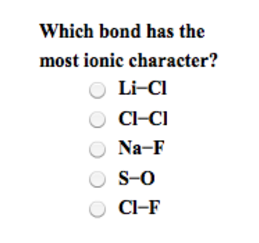 Which bond has the
most ionic character?
Li–Cl
Cl–Cl
Na–F
S–O
Cl–F